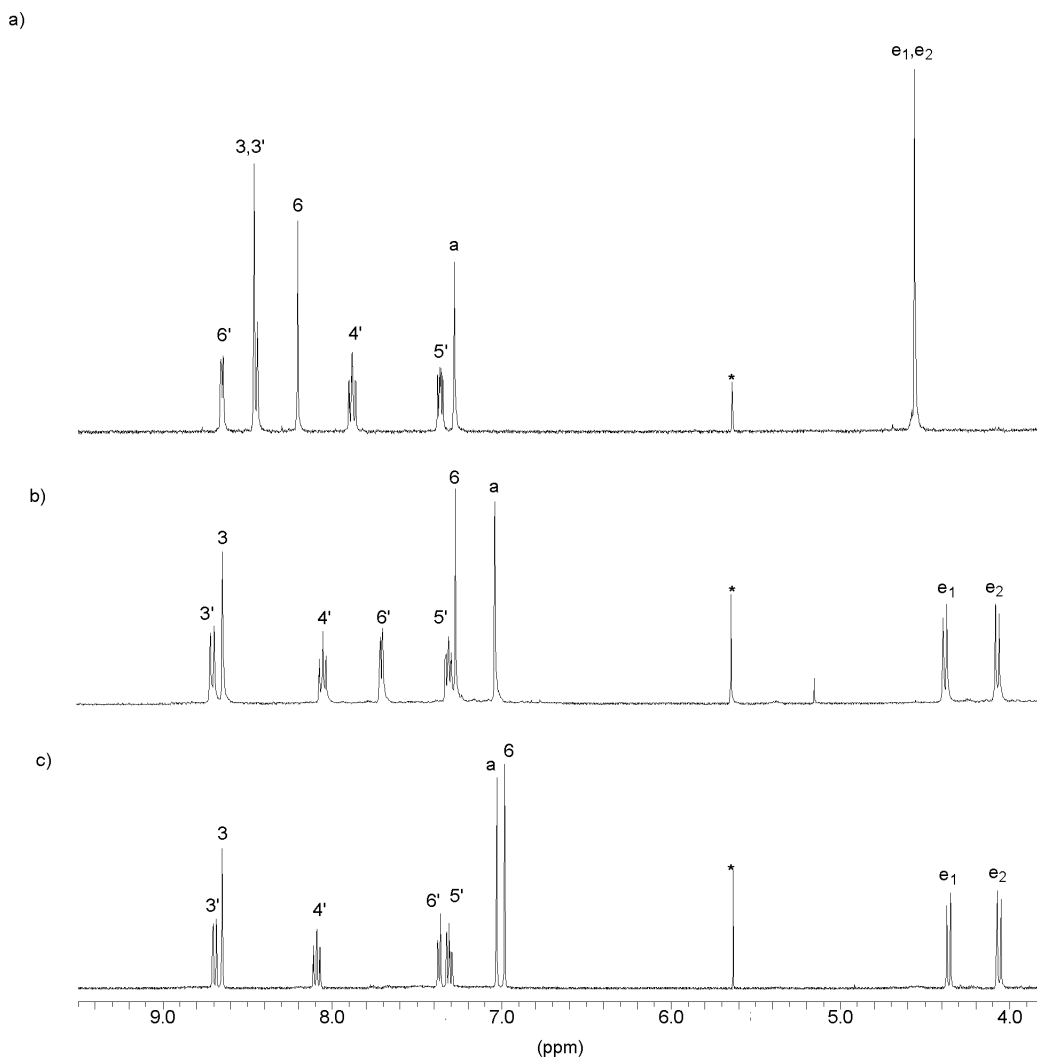 a)
e₁,e₂
3,3'
6
a
6'
4'
5'
*
b)
6
a
3
3'
4'
6'
5'
*
e₁
e₂
c)
a
6
3
3'
4'
6'
5'
*
e₁
e₂
9.0 8.0 7.0 6.0 5.0 4.0
(ppm)